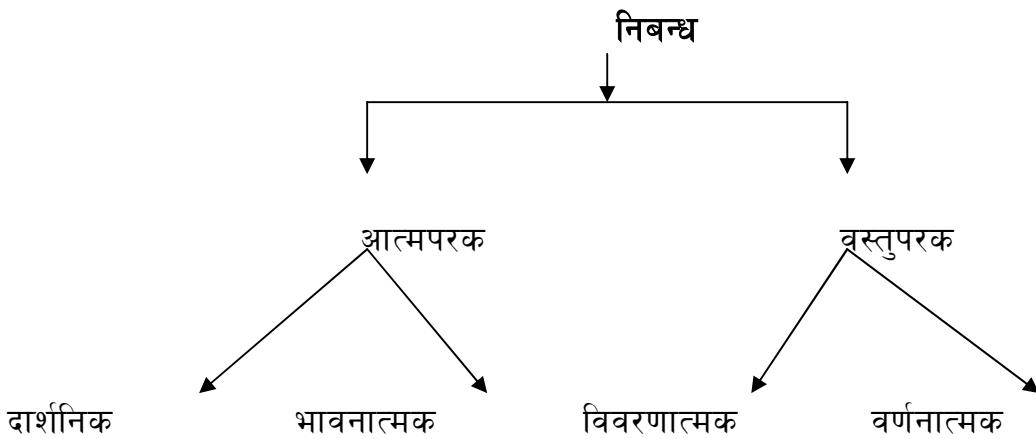 निबन्ध
आत्मपरक वस्तुपरक
दार्शनिक भावनात्मक विवरणात्मक वर्णनात्मक